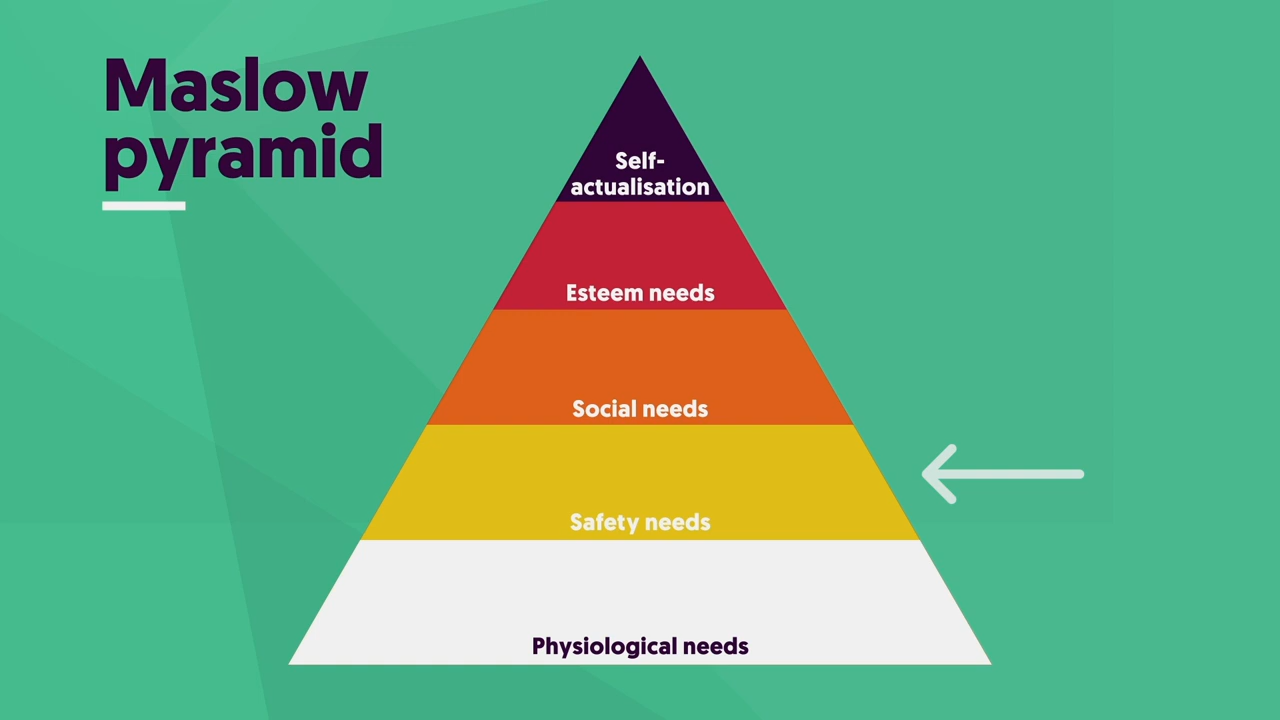 Maslow
pyramid
Self-
actualisation
Esteem needs
Social needs
Safety needs
Physiological needs